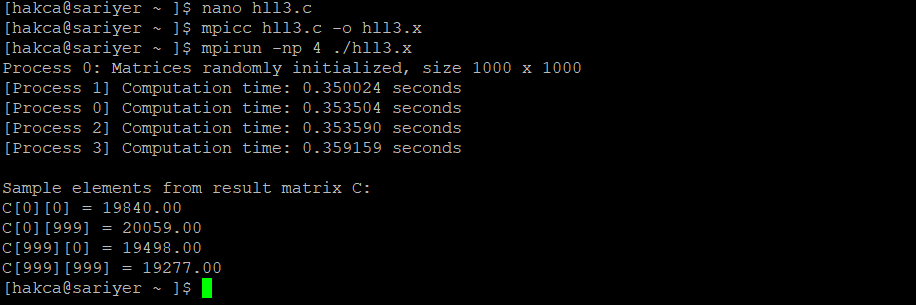 [hakca@sariyer ~ ]$ nano hll3.c
[hakca@sariyer ~ ]$ mpicc hll3.c -o hll3.x
[hakca@sariyer ~ ]$ mpirun -np 4 ./hll3.x
Process 0: Matrices randomly initialized, size 1000 x 1000
[Process 1] Computation time: 0.350024 seconds
[Process 0] Computation time: 0.353504 seconds
[Process 2] Computation time: 0.353590 seconds
[Process 3] Computation time: 0.359159 seconds
Sample elements from result matrix C:
C[0][0] = 19840.00
C[0][999] = 20059.00
C[999][0] = 19498.00
C[999][999] = 19277.00
[hakca@sariyer ~ ]$